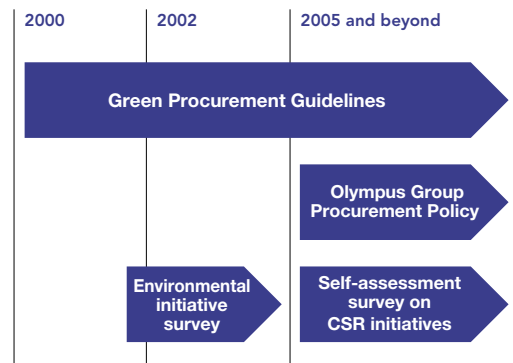 2000
2002
2005 and beyond
Green Procurement Guidelines
Olympus Group
Procurement Policy
Environmental
initiative
survey
Self-assessment
survey on
CSR initiatives